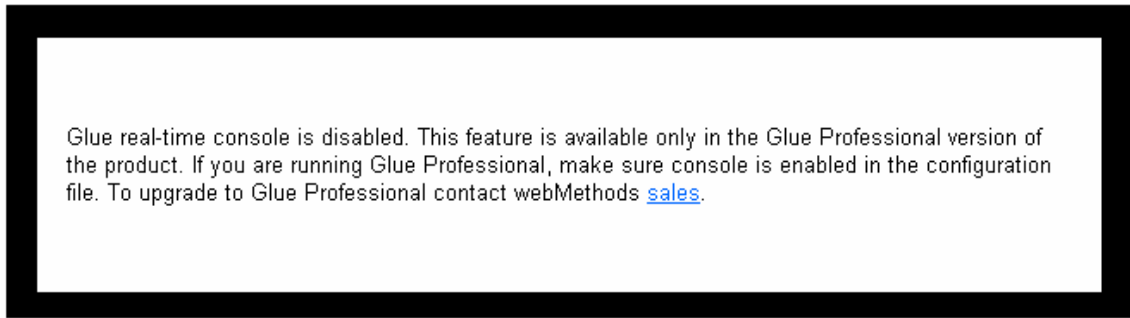 Glue real-time console is disabled. This feature is available only in the Glue Professional version of
the product. If you are running Glue Professional, make sure console is enabled in the configuration
file. To upgrade to Glue Professional contact webMethods sales.